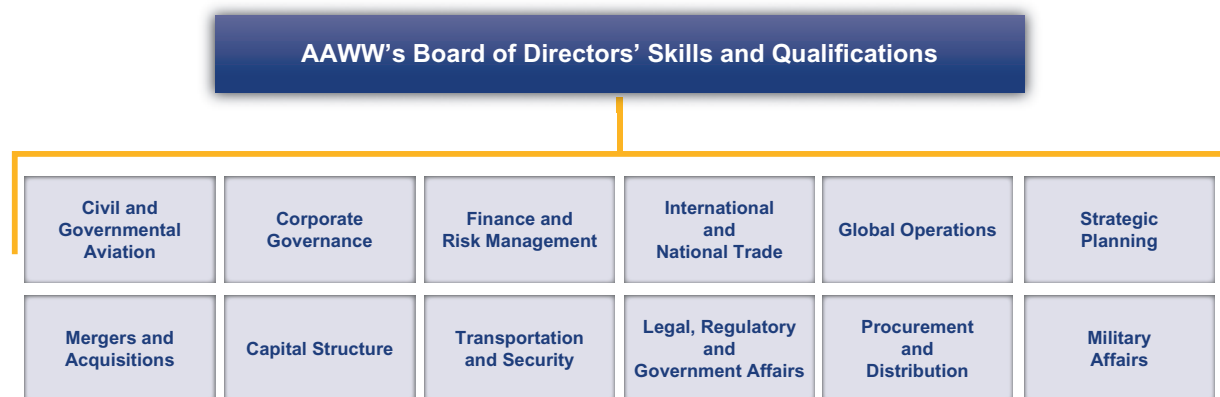 AAWW’s Board of Directors’ Skills and Qualifications
Civil and
Governmental
Aviation
Corporate
Governance
Finance and
Risk Management
International
and
National Trade
Global Operations
Strategic
Planning
Mergers and
Acquisitions
Capital Structure
Transportation
and Security
Legal, Regulatory
and
Government Affairs
Procurement
and
Distribution
Military
Affairs